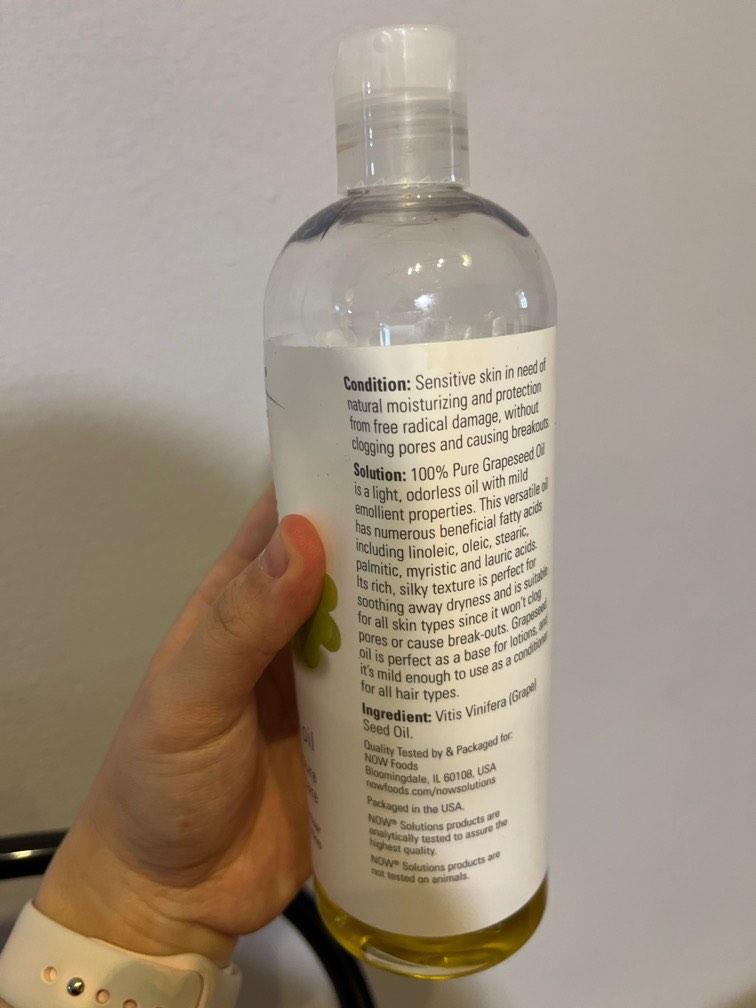 Condition: Sensitive skin in need of
natural moisturizing and protection
from free radical damage, without
clogging pores and causing breakouts.
Solution: 100% Pure Grapeseed Oil
is a light, odorless oil with mild
emollient properties. This versatile oil
has numerous beneficial fatty acids
including linoleic, oleic, stearic,
palmitic, myristic and lauric acids.
Its rich, silky texture is perfect for
soothing away dryness and is suitable
for all skin types since it won't clog
pores or cause break-outs. Grapeseed
oil is perfect as a base for lotions, and
it's mild enough to use as a conditioner
for all hair types.
Ingredient: Vitis Vinifera (Grape)
Seed Oil.
Quality Tested by & Packaged for:
NOW Foods
Bloomingdale, IL 60108, USA
nowfoods.com/nowsolutions
Packaged in the USA.
NOW® Solutions products are
analytically tested to assure the
highest quality.
NOW® Solutions products are
not tested on animals.
oil